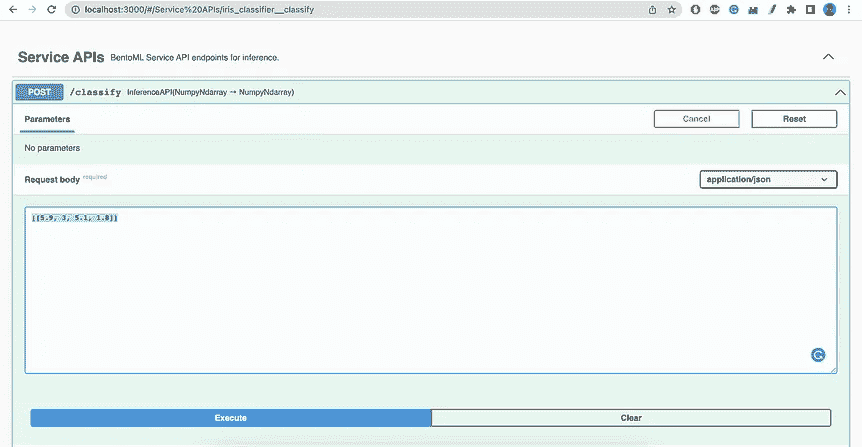 localhost:3000/#/Service%20APIs/iris_classifier__classify
Service APIs BentoML Service API endpoints for inference.
POST /classify InferenceAPI(NumpyNdarray → NumpyNdarray)
Parameters Cancel Reset
No parameters
Request body required application/json
[[5.9, 3, 5.1, 1.8]]
Execute Clear